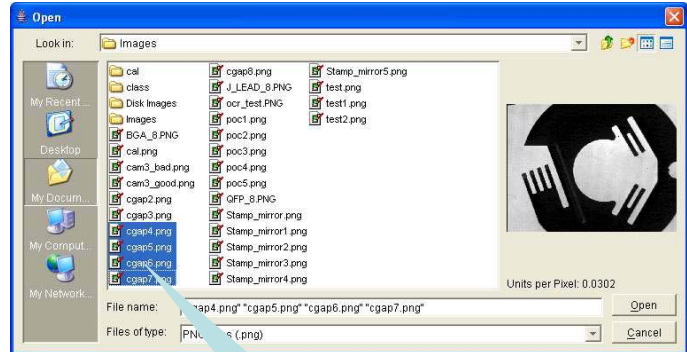 Open
Look in: Images
My Recent...
Desktop
My Docum...
My Comput...
My Network...
cal
class
Disk Images
Images
BGA_8.PNG
cal.png
cam3_bad.png
cam3_good.png
cgap2.png
cgap3.png
cgap4.png
cgap5.png
cgap6.png
cgap7.png
cgap8.png
J_LEAD_8.PNG
ocr_test.PNG
poc1.png
poc2.png
poc3.png
poc4.png
poc5.png
QFP_8.PNG
Stamp_mirror.png
Stamp_mirror1.png
Stamp_mirror2.png
Stamp_mirror3.png
Stamp_mirror4.png
Stamp_mirror5.png
test.png
test1.png
test2.png
Units per Pixel: 0.0302
File name: "cgap5.png" "cgap6.png" "cgap7.png"
Open
Files of type: (.png)
Cancel